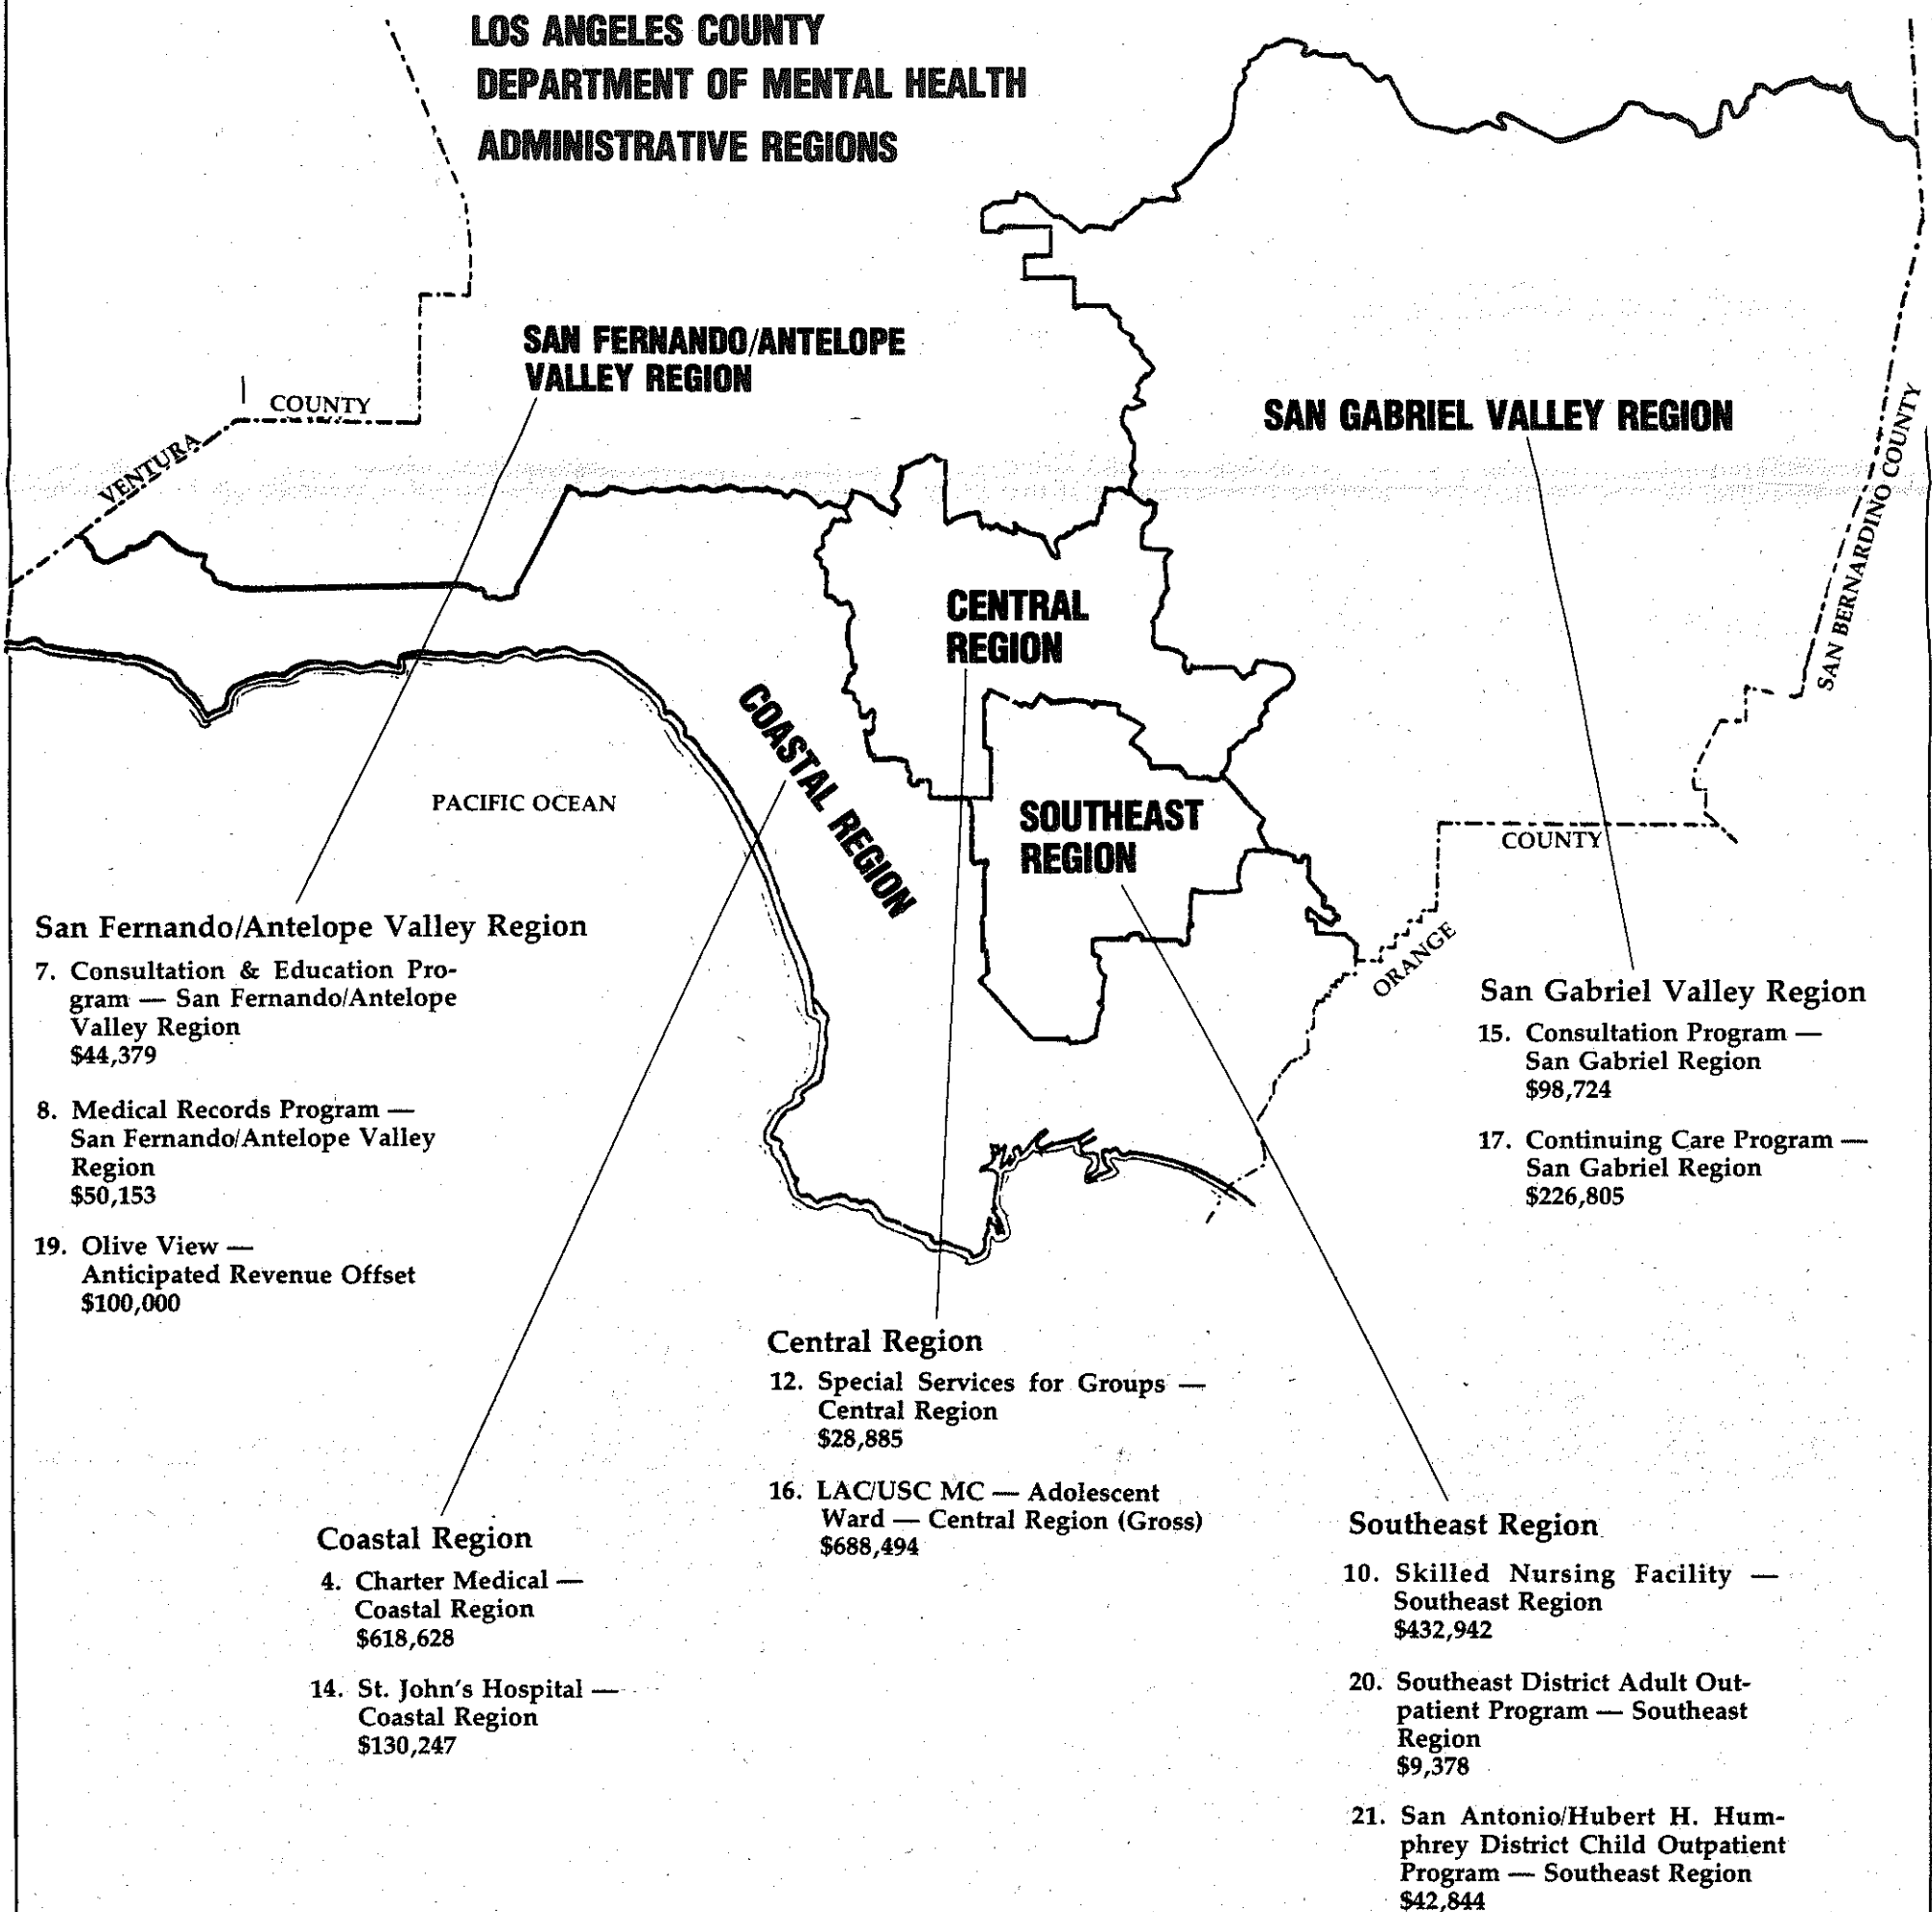 LOS ANGELES COUNTY
DEPARTMENT OF MENTAL HEALTH
ADMINISTRATIVE REGIONS
SAN FERNANDO/ANTELOPE
VALLEY REGION
COUNTY
VENTURA
SAN GABRIEL VALLEY REGION
SAN BERNARDINO COUNTY
CENTRAL
REGION
COASTAL REGION
PACIFIC OCEAN
SOUTHEAST
REGION
COUNTY
ORANGE
San Fernando/Antelope Valley Region
7. Consultation & Education Pro-
gram — San Fernando/Antelope
Valley Region
$44,379
8. Medical Records Program —
San Fernando/Antelope Valley
Region
$50,153
19. Olive View —
Anticipated Revenue Offset
$100,000
San Gabriel Valley Region
15. Consultation Program —
San Gabriel Region
$98,724
17. Continuing Care Program —
San Gabriel Region
$226,805
Central Region
12. Special Services for Groups —
Central Region
$28,885
16. LAC/USC MC — Adolescent
Ward — Central Region (Gross)
$688,494
Coastal Region
4. Charter Medical —
Coastal Region
$618,628
14. St. John's Hospital —
Coastal Region
$130,247
Southeast Region
10. Skilled Nursing Facility —
Southeast Region
$432,942
20. Southeast District Adult Out-
patient Program — Southeast
Region
$9,378
21. San Antonio/Hubert H. Hum-
phrey District Child Outpatient
Program — Southeast Region
$42,844